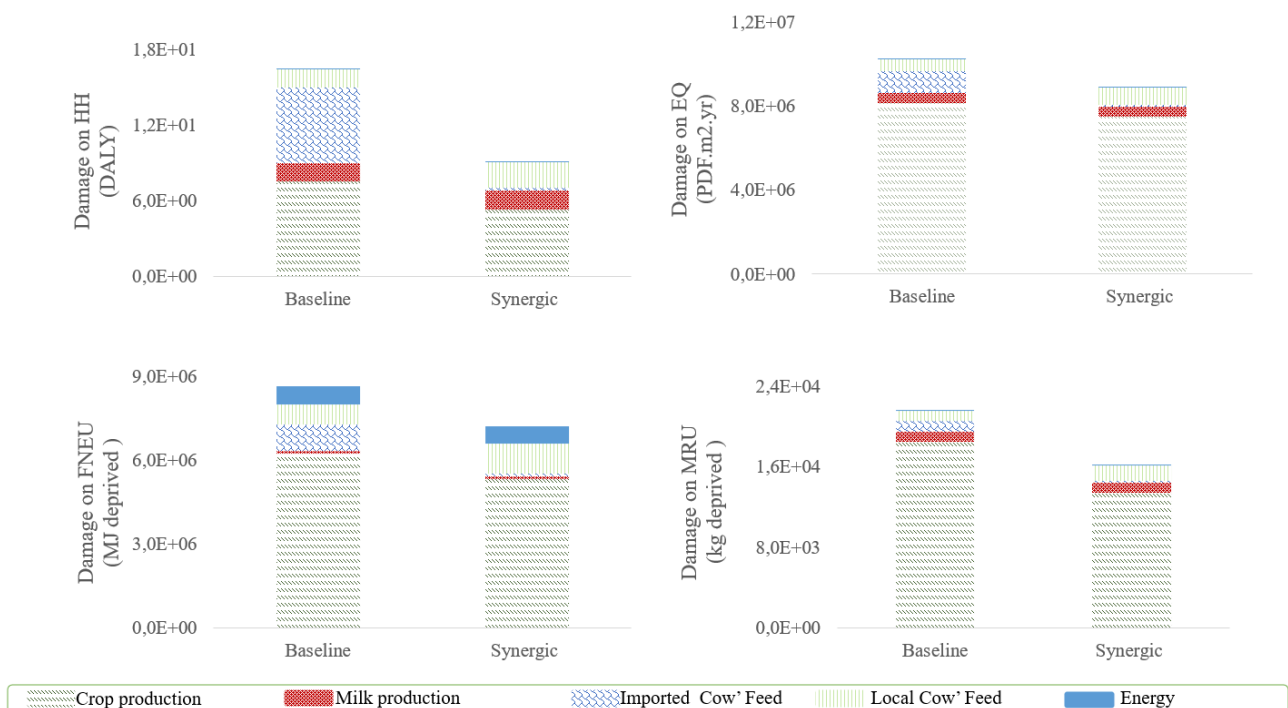 Damage on HH
(DALY)
1,8E+01
1,2E+01
6,0E+00
0,0E+00
Baseline
Synergic
Damage on EQ
(PDF.m2.yr)
1,2E+07
8,0E+06
4,0E+06
0,0E+00
Baseline
Synergic
Damage on FNEU
(MJ deprived )
9,0E+06
6,0E+06
3,0E+06
0,0E+00
Baseline
Synergic
Damage on MRU
(kg deprived )
2,4E+04
1,6E+04
8,0E+03
0,0E+00
Baseline
Synergic
Crop production
Milk production
Imported Cow' Feed
Local Cow' Feed
Energy